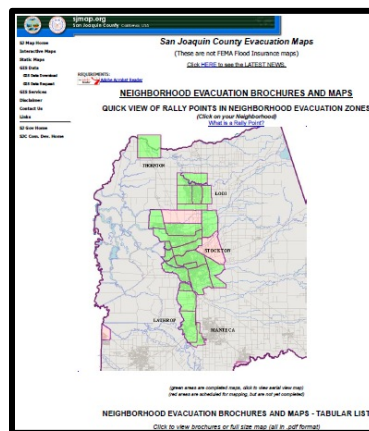 sjmap.org
San Joaquin County California, USA
SJ Map Home
Interactive Maps
Static Maps
GIS Data
GIS Data Download
GIS Data Request
GIS Services
Disclaimer
Contact Us
Links
SJ Gov Home
SJC Com. Dev. Home
San Joaquin County Evacuation Maps
(These are not FEMA Flood Insurance maps)
Click HERE to see the LATEST NEWS.
REQUIREMENTS:
Adobe Acrobat Reader
NEIGHBORHOOD EVACUATION BROCHURES AND MAPS
QUICK VIEW OF RALLY POINTS IN NEIGHBORHOOD EVACUATION ZONES
(Click on your Neighborhood)
What is a Rally Point?
THORNTON
LODI
STOCKTON
LATHROP
MANTECA
(green areas are completed maps, click to view aerial view map)
(red areas are scheduled for mapping, but are not yet completed)
NEIGHBORHOOD EVACUATION BROCHURES AND MAPS - TABULAR LIST
Click to view brochures or full size map (all in .pdf format)